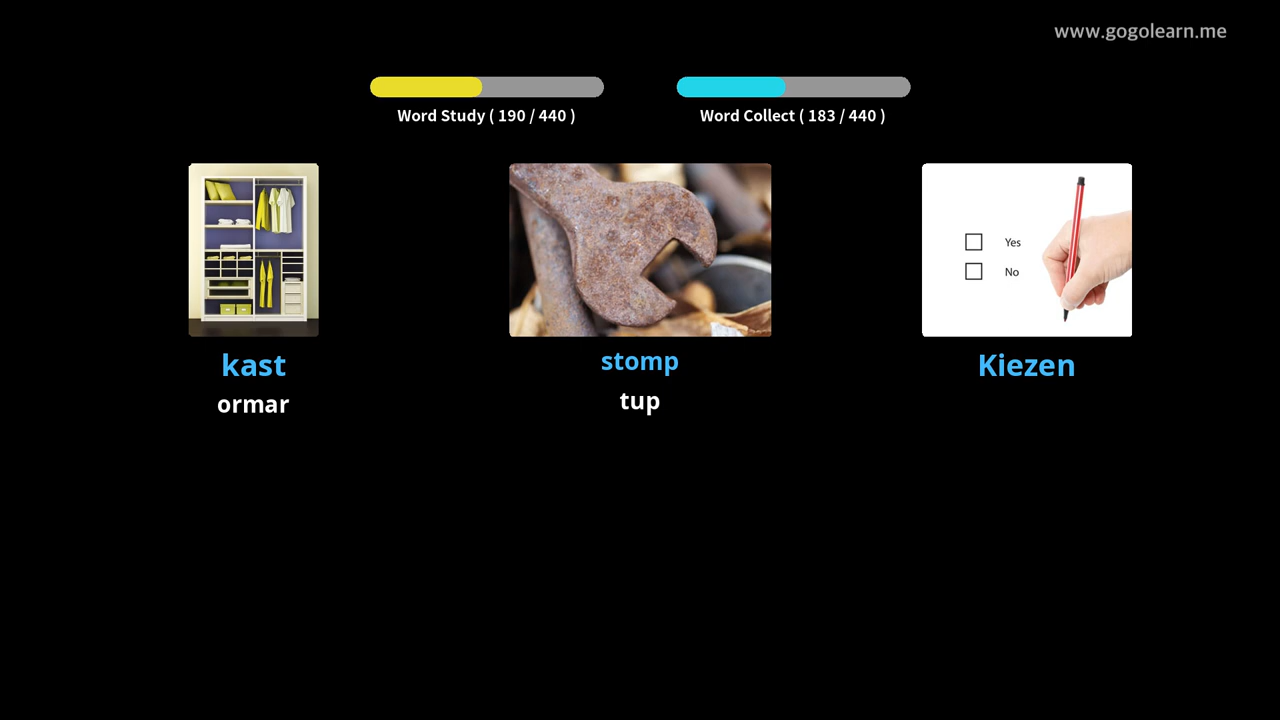 www.gogolearn.me
Word Study ( 190 / 440 )
Word Collect ( 183 / 440 )
Yes
No
kast
stomp
Kiezen
ormar
tup